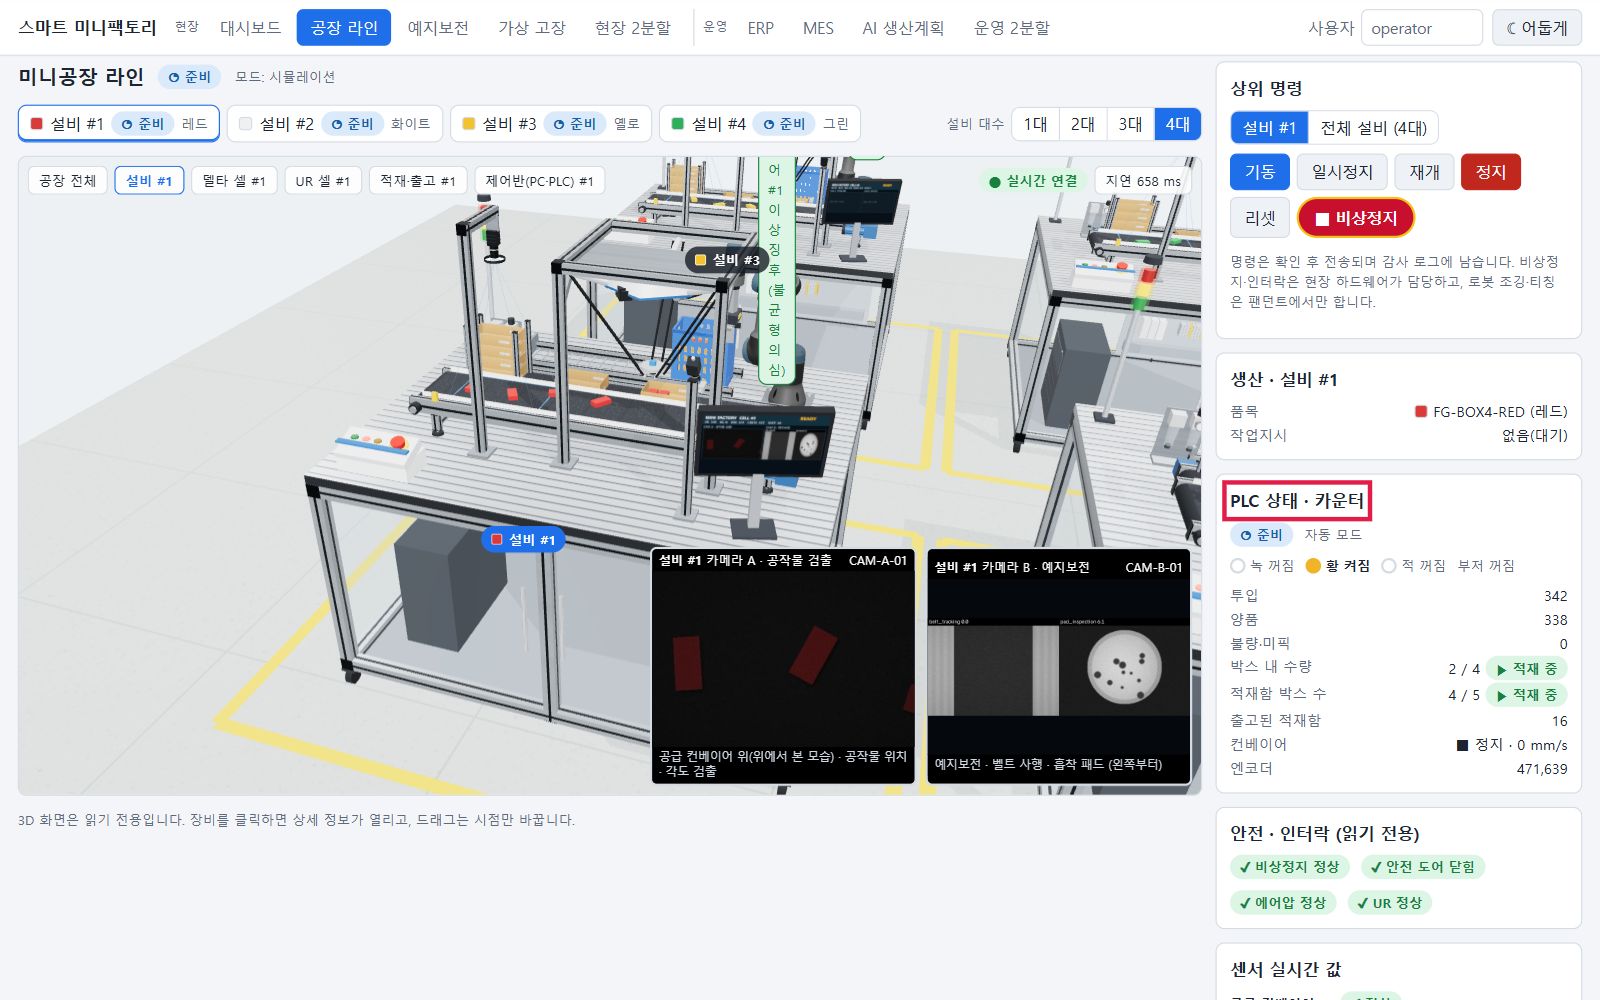 스마트 미니팩토리 현장 대시보드 공장 라인 예지보전 가상 고장 현장 2분할 운영 ERP MES AI 생산계획 운영 2분할 사용자 operator ☾ 어둡게
미니공장 라인 준비 모드: 시뮬레이션
설비 #1 준비 레드 설비 #2 준비 화이트 설비 #3 준비 옐로 설비 #4 준비 그린 설비 대수 1대 2대 3대 4대
공장 전체 설비 #1 델타 셀 #1 UR 셀 #1 적재·출고 #1 제어반(PC·PLC) #1 실시간 연결 지연 658 ms
어
#1
이
상
징
후
(불
균
형
의
심)
설비 #3
READY
설비 #1
설비 #1 카메라 A · 공작물 검출 CAM-A-01
공급 컨베이어 위(위에서 본 모습) · 공작물 위치
· 각도 검출
설비 #1 카메라 B · 예지보전 CAM-B-01
belt_tracking 0.0 pad_inspection 6.1
예지보전 · 벨트 사행 · 흡착 패드 (왼쪽부터)
3D 화면은 읽기 전용입니다. 장비를 클릭하면 상세 정보가 열리고, 드래그는 시점만 바꿉니다.
상위 명령
설비 #1 전체 설비 (4대)
기동 일시정지 재개 정지
리셋 ■ 비상정지
명령은 확인 후 전송되며 감사 로그에 남습니다. 비상정
지·인터락은 현장 하드웨어가 담당하고, 로봇 조깅·티칭
은 팬던트에서만 합니다.
생산 · 설비 #1
품목 FG-BOX4-RED (레드)
작업지시 없음(대기)
PLC 상태 · 카운터
준비 자동 모드
녹 꺼짐 황 켜짐 적 꺼짐 부저 꺼짐
투입 342
양품 338
불량·미픽 0
박스 내 수량 2 / 4 ▶ 적재 중
적재함 박스 수 4 / 5 ▶ 적재 중
출고된 적재함 16
컨베이어 ■ 정지 · 0 mm/s
엔코더 471,639
안전 · 인터락 (읽기 전용)
✓ 비상정지 정상 ✓ 안전 도어 닫힘
✓ 에어압 정상 ✓ UR 정상
센서 실시간 값